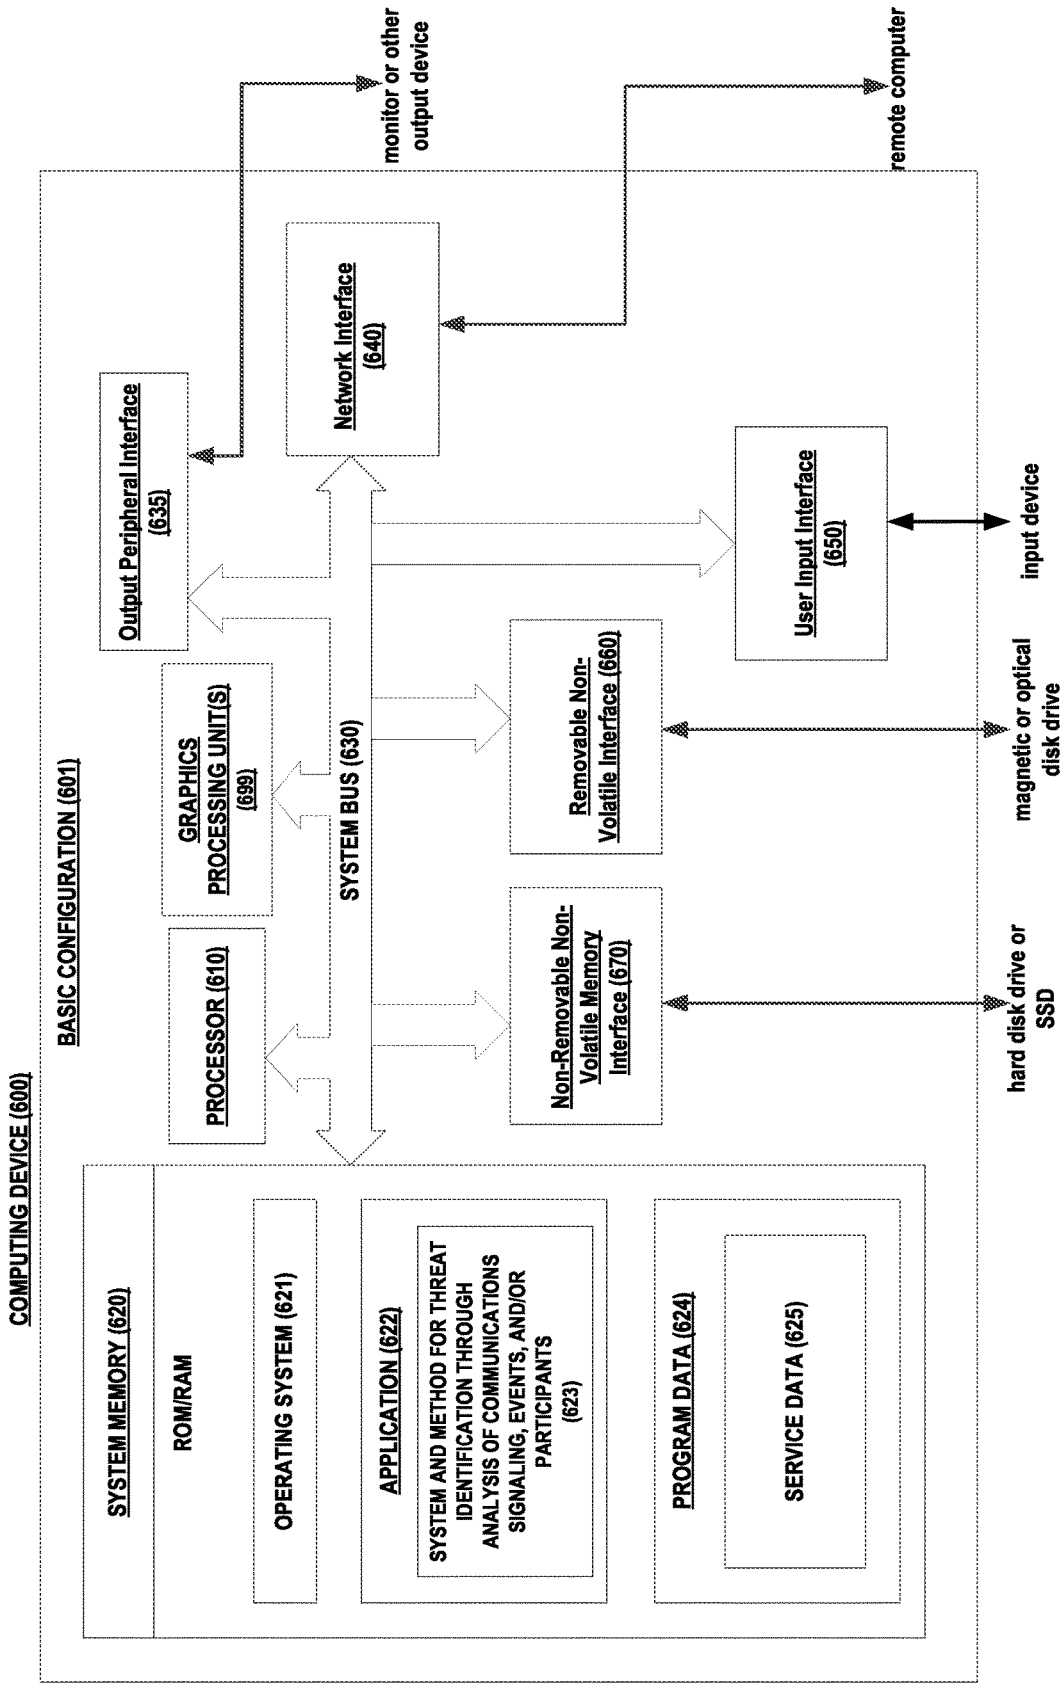 COMPUTING DEVICE (600)
BASIC CONFIGURATION (601)
SYSTEM MEMORY (620)
ROM/RAM
OPERATING SYSTEM (621)
APPLICATION (622)
SYSTEM AND METHOD FOR THREAT
IDENTIFICATION THROUGH
ANALYSIS OF COMMUNICATIONS
SIGNALING, EVENTS, AND/OR
PARTICIPANTS
(623)
PROGRAM DATA (624)
SERVICE DATA (625)
PROCESSOR (610)
GRAPHICS
PROCESSING UNIT(S)
(699)
Output Peripheral Interface
(635)
monitor or other
output device
SYSTEM BUS (630)
Network Interface
(640)
remote computer
Non-Removable Non-
Volatile Memory
Interface (670)
hard disk drive or
SSD
Removable Non-
Volatile Interface (660)
magnetic or optical
disk drive
User Input Interface
(650)
input device